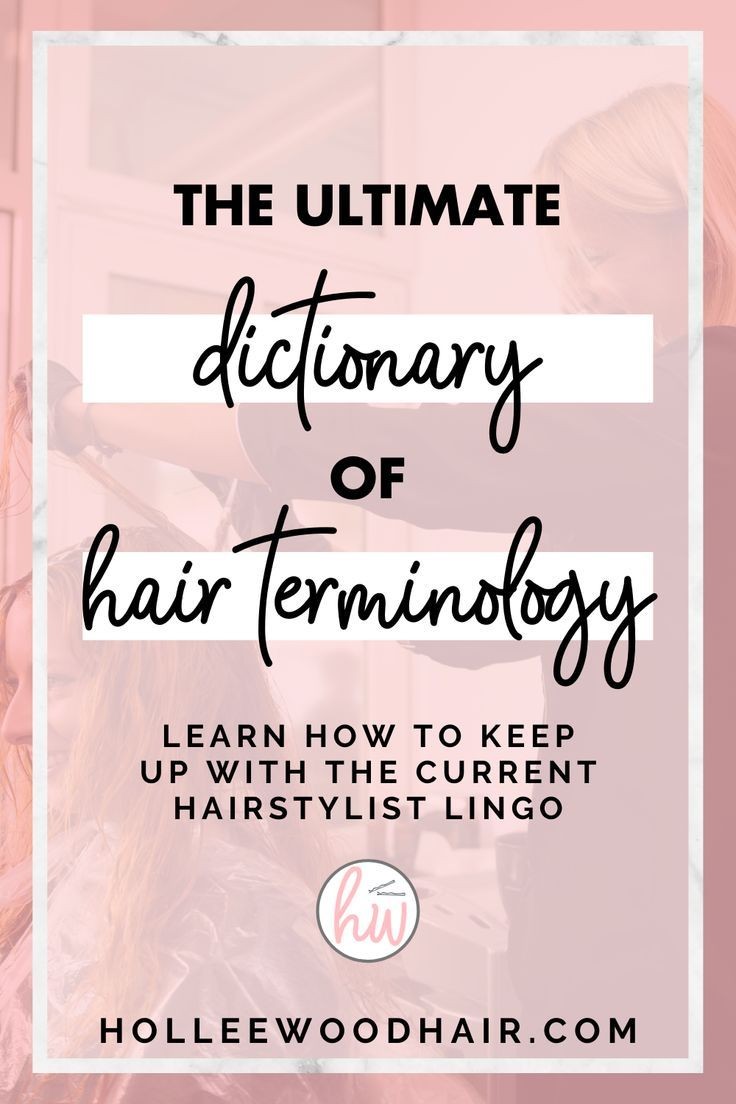 THE ULTIMATE
dictionary
OF
hair terminology
LEARN HOW TO KEEP
UP WITH THE CURRENT
HAIRSTYLIST LINGO
hw
HOLLEEWOODHAIR.COM